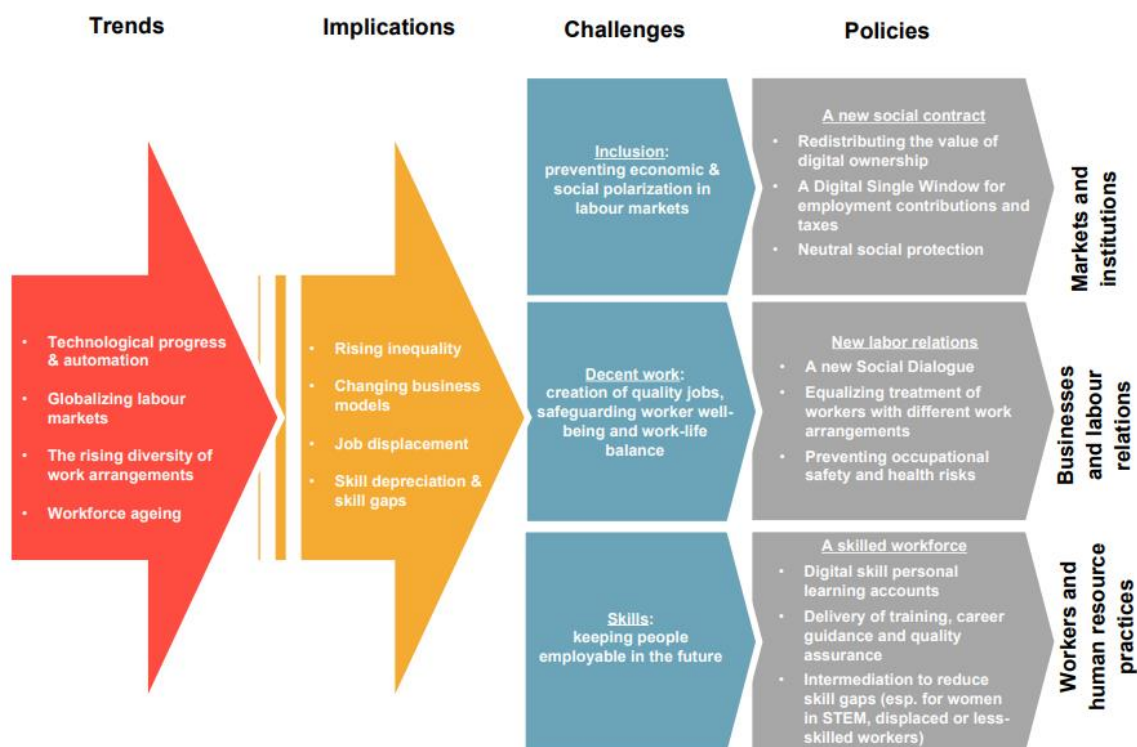 Trends
Implications
Challenges
Policies
• Technological progress
& automation
• Globalizing labour
markets
• The rising diversity of
work arrangements
• Workforce ageing
• Rising inequality
• Changing business
models
• Job displacement
• Skill depreciation &
skill gaps
Inclusion:
preventing economic &
social polarization in
labour markets
Decent work:
creation of quality jobs,
safeguarding worker well-
being and work-life
balance
Skills:
keeping people
employable in the future
A new social contract
• Redistributing the value of
digital ownership
• A Digital Single Window for
employment contributions and
taxes
• Neutral social protection
New labor relations
• A new Social Dialogue
• Equalizing treatment of
workers with different work
arrangements
• Preventing occupational
safety and health risks
A skilled workforce
• Digital skill personal
learning accounts
• Delivery of training, career
guidance and quality
assurance
• Intermediation to reduce
skill gaps (esp. for women
in STEM, displaced or less-
skilled workers)
Markets and
institutions
Businesses
and labour
relations
Workers and
human resource
practices